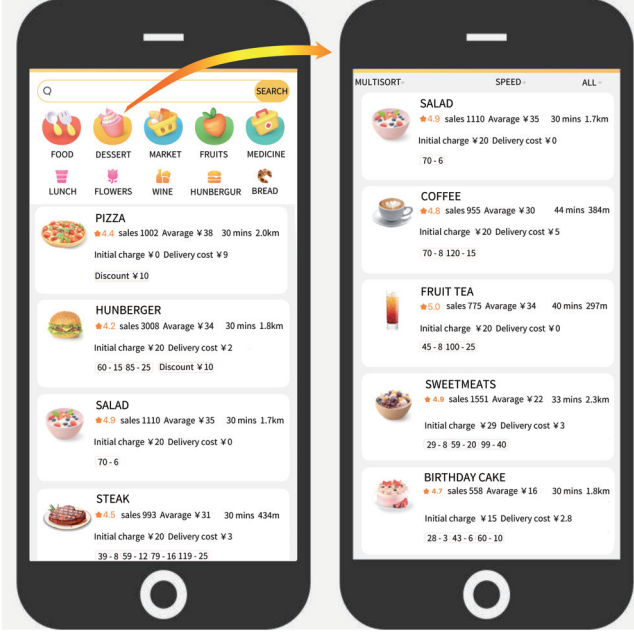 SEARCH
FOOD DESSERT MARKET FRUITS MEDICINE
LUNCH FLOWERS WINE HUNBERGUR BREAD
PIZZA
4.4 sales 1002 Avarage ¥38 30 mins 2.0km
Initial charge ¥0 Delivery cost ¥9
Discount ¥10
HUNBERGER
4.2 sales 3008 Avarage ¥34 30 mins 1.8km
Initial charge ¥20 Delivery cost ¥2
60 - 15 85 - 25 Discount ¥10
SALAD
4.9 sales 1110 Avarage ¥35 30 mins 1.7km
Initial charge ¥20 Delivery cost ¥0
70 - 6
STEAK
4.5 sales 993 Avarage ¥31 30 mins 434m
Initial charge ¥20 Delivery cost ¥3
39 - 8 59 - 12 79 - 16 119 - 25
MULTISORT SPEED ALL
SALAD
4.9 sales 1110 Avarage ¥35 30 mins 1.7km
Initial charge ¥20 Delivery cost ¥0
70 - 6
COFFEE
4.8 sales 955 Avarage ¥30 44 mins 384m
Initial charge ¥20 Delivery cost ¥5
70 - 8 120 - 15
FRUIT TEA
5.0 sales 775 Avarage ¥34 40 mins 297m
Initial charge ¥20 Delivery cost ¥0
45 - 8 100 - 25
SWEETMEATS
4.9 sales 1551 Avarage ¥22 33 mins 2.3km
Initial charge ¥29 Delivery cost ¥3
29 - 8 59 - 20 99 - 40
BIRTHDAY CAKE
4.7 sales 558 Avarage ¥16 30 mins 1.8km
Initial charge ¥15 Delivery cost ¥2.8
28 - 3 43 - 6 60 - 10